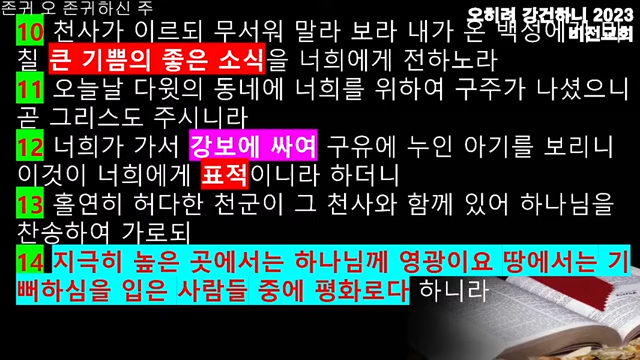 존귀 오 존귀하신 주
오히려 강건하니 2023
비전교회
10 천사가 이르되 무서워 말라 보라 내가 온 백성에게
칠 큰 기쁨의 좋은 소식을 너희에게 전하노라
11 오늘날 다윗의 동네에 너희를 위하여 구주가 나셨으니
곧 그리스도 주시니라
12 너희가 가서 강보에 싸여 구유에 누인 아기를 보리니
이것이 너희에게 표적이니라 하더니
13 홀연히 허다한 천군이 그 천사와 함께 있어 하나님을
찬송하여 가로되
14 지극히 높은 곳에서는 하나님께 영광이요 땅에서는 기
뻐하심을 입은 사람들 중에 평화로다 하니라